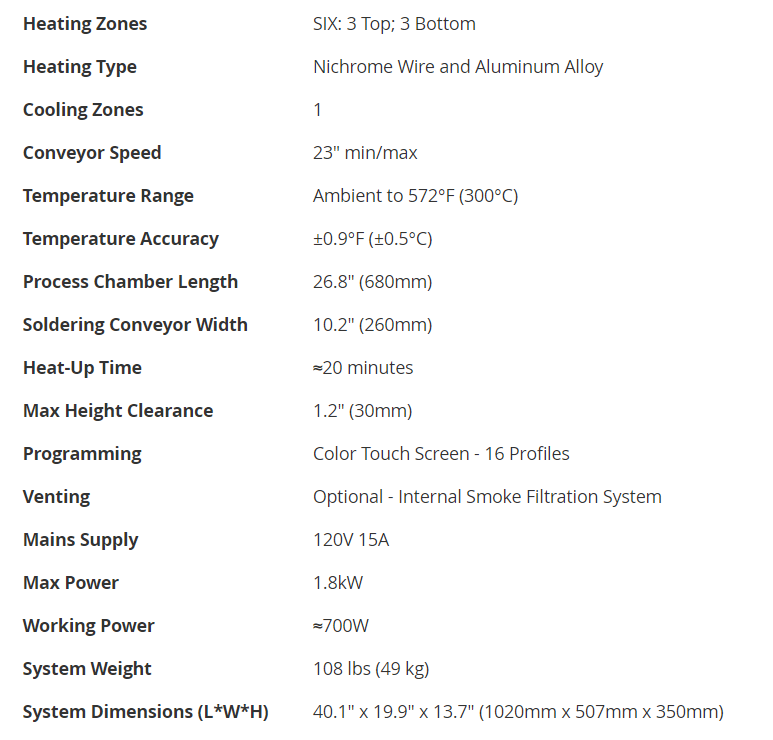 Heating Zones SIX: 3 Top; 3 Bottom
Heating Type Nichrome Wire and Aluminum Alloy
Cooling Zones 1
Conveyor Speed 23" min/max
Temperature Range Ambient to 572°F (300°C)
Temperature Accuracy ±0.9°F (±0.5°C)
Process Chamber Length 26.8" (680mm)
Soldering Conveyor Width 10.2" (260mm)
Heat-Up Time ≈20 minutes
Max Height Clearance 1.2" (30mm)
Programming Color Touch Screen - 16 Profiles
Venting Optional - Internal Smoke Filtration System
Mains Supply 120V 15A
Max Power 1.8kW
Working Power ≈700W
System Weight 108 lbs (49 kg)
System Dimensions (L*W*H) 40.1" x 19.9" x 13.7" (1020mm x 507mm x 350mm)